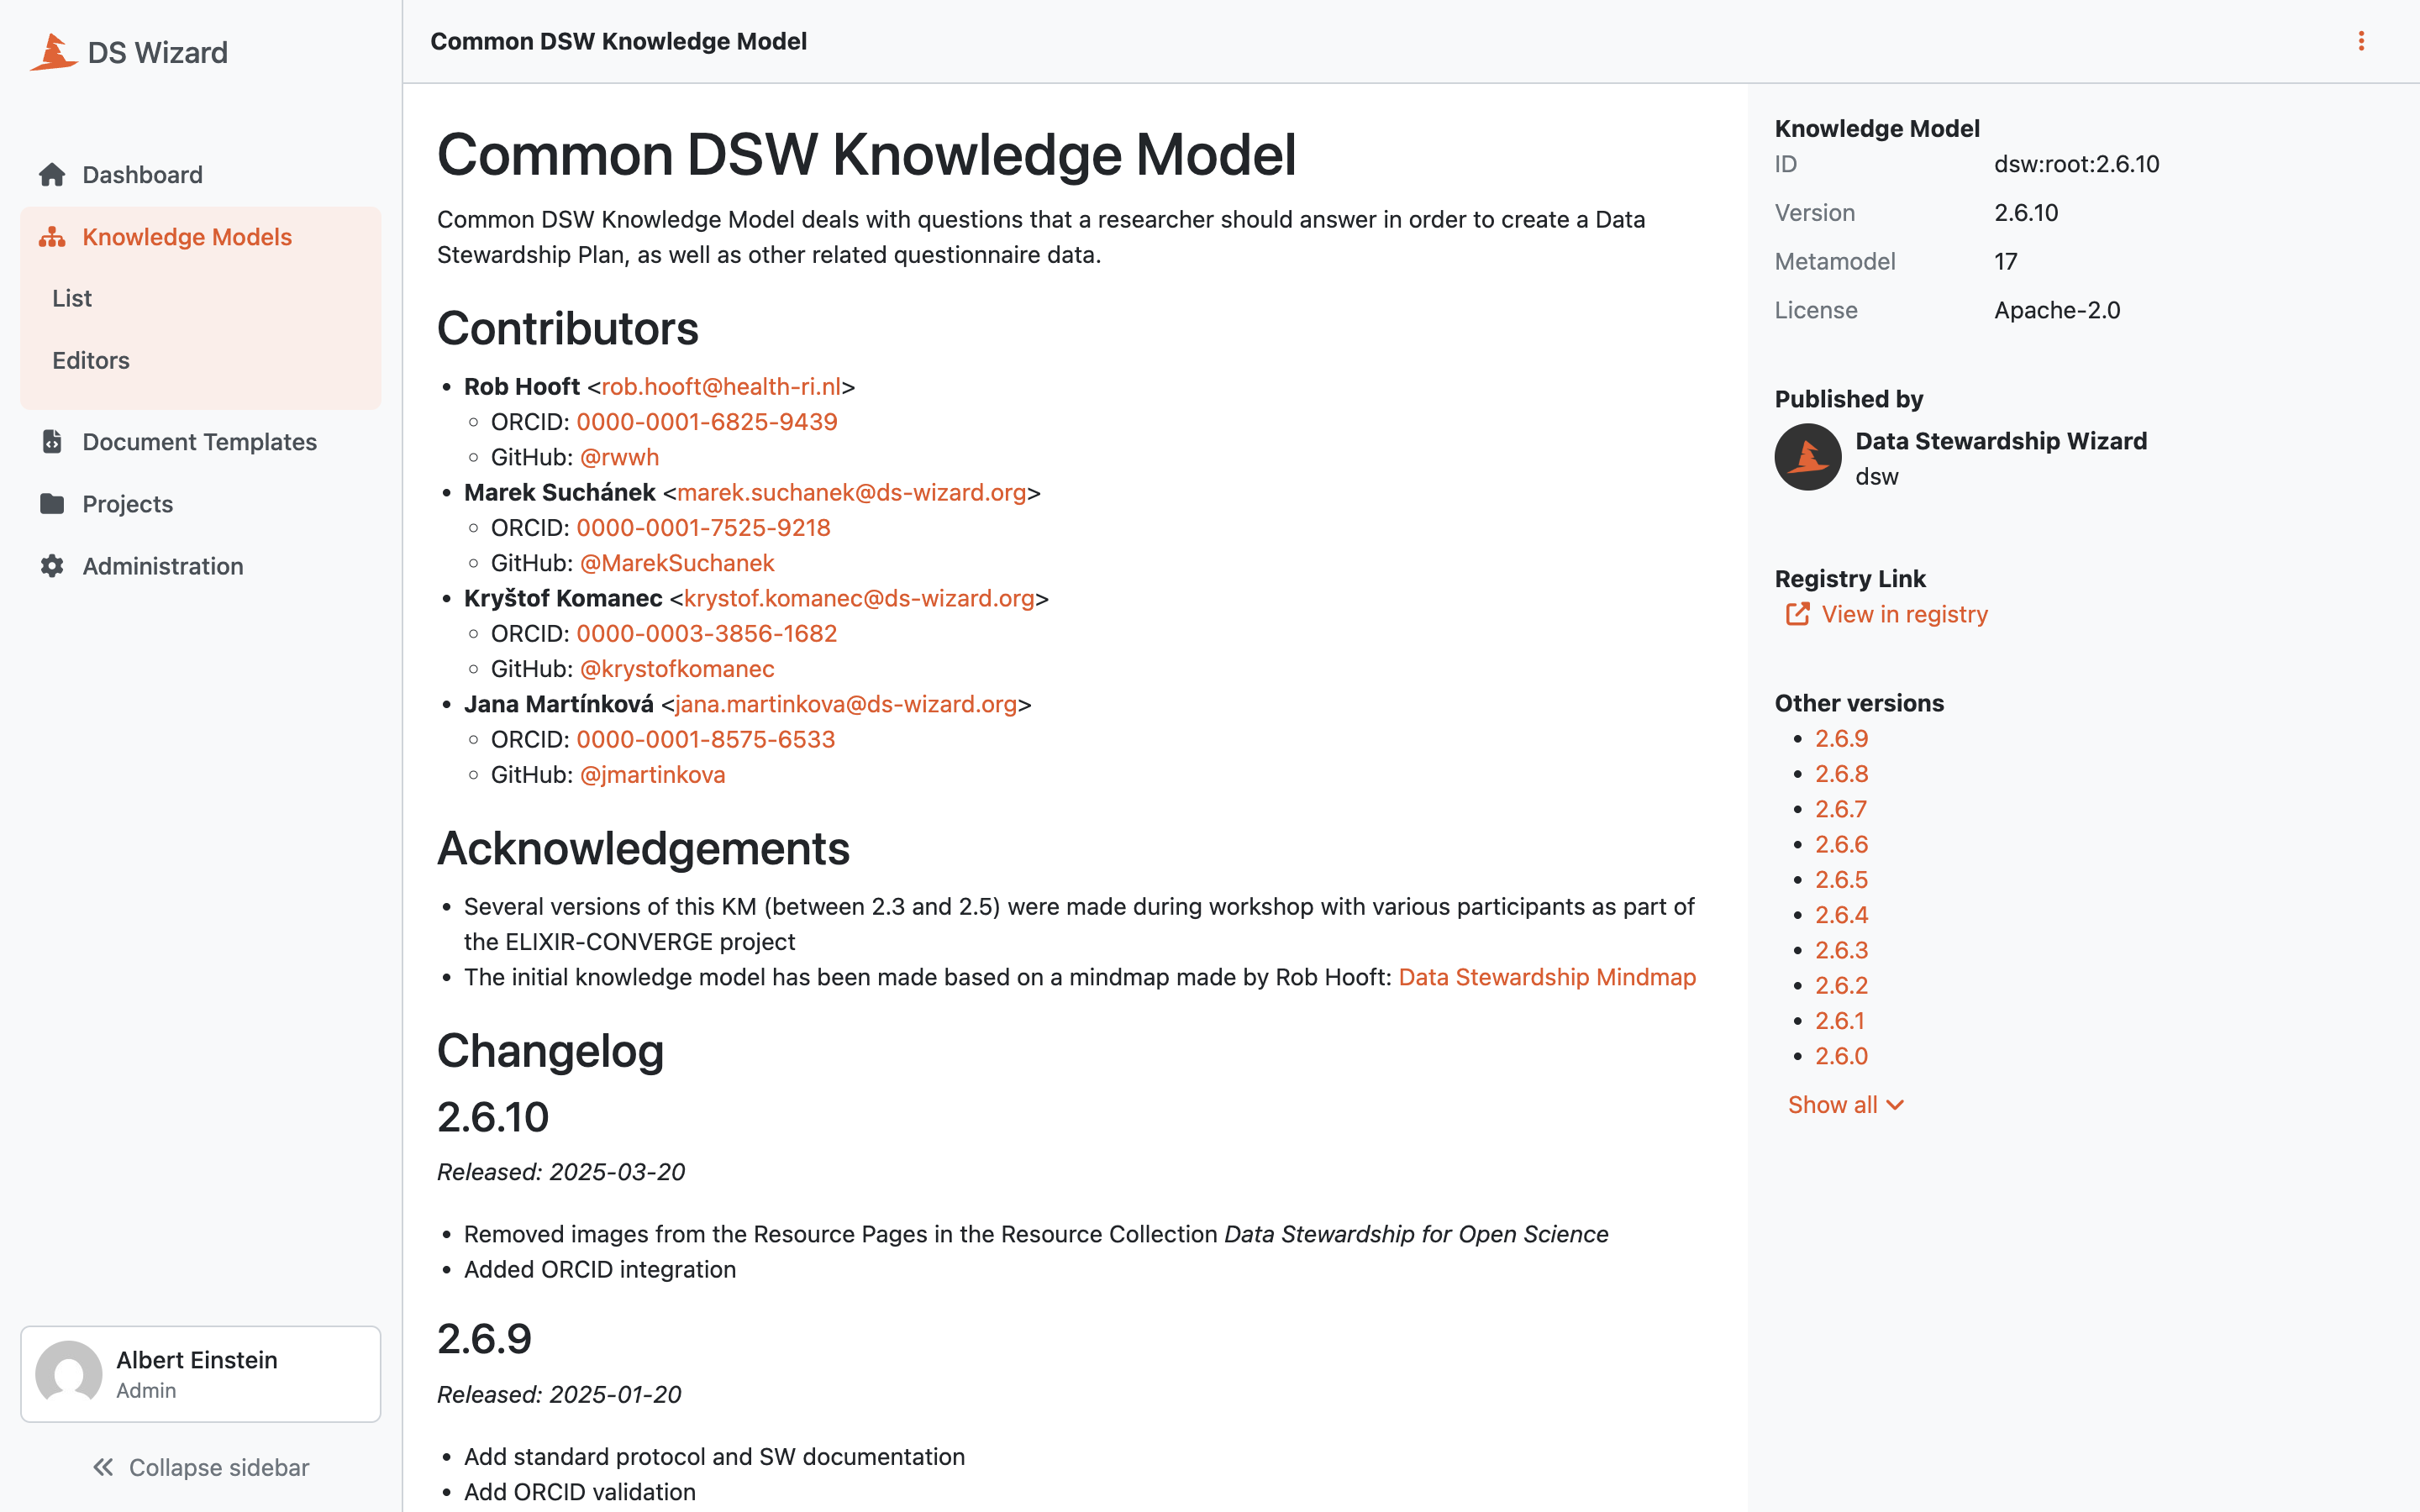 DS Wizard
Dashboard
Knowledge Models
List
Editors
Document Templates
Projects
Administration
Albert Einstein
Admin
Collapse sidebar
Common DSW Knowledge Model
Common DSW Knowledge Model
Common DSW Knowledge Model deals with questions that a researcher should answer in order to create a Data
Stewardship Plan, as well as other related questionnaire data.
Contributors
Rob Hooft <rob.hooft@health-ri.nl>
ORCID: 0000-0001-6825-9439
GitHub: @rwwh
Marek Suchánek <marek.suchanek@ds-wizard.org>
ORCID: 0000-0001-7525-9218
GitHub: @MarekSuchanek
Kryštof Komanec <krystof.komanec@ds-wizard.org>
ORCID: 0000-0003-3856-1682
GitHub: @krystofkomanec
Jana Martínková <jana.martinkova@ds-wizard.org>
ORCID: 0000-0001-8575-6533
GitHub: @jmartinkova
Acknowledgements
Several versions of this KM (between 2.3 and 2.5) were made during workshop with various participants as part of
the ELIXIR-CONVERGE project
The initial knowledge model has been made based on a mindmap made by Rob Hooft: Data Stewardship Mindmap
Changelog
2.6.10
Released: 2025-03-20
Removed images from the Resource Pages in the Resource Collection Data Stewardship for Open Science
Added ORCID integration
2.6.9
Released: 2025-01-20
Add standard protocol and SW documentation
Add ORCID validation
Knowledge Model
ID dsw:root:2.6.10
Version 2.6.10
Metamodel 17
License Apache-2.0
Published by
Data Stewardship Wizard
dsw
Registry Link
View in registry
Other versions
2.6.9
2.6.8
2.6.7
2.6.6
2.6.5
2.6.4
2.6.3
2.6.2
2.6.1
2.6.0
Show all